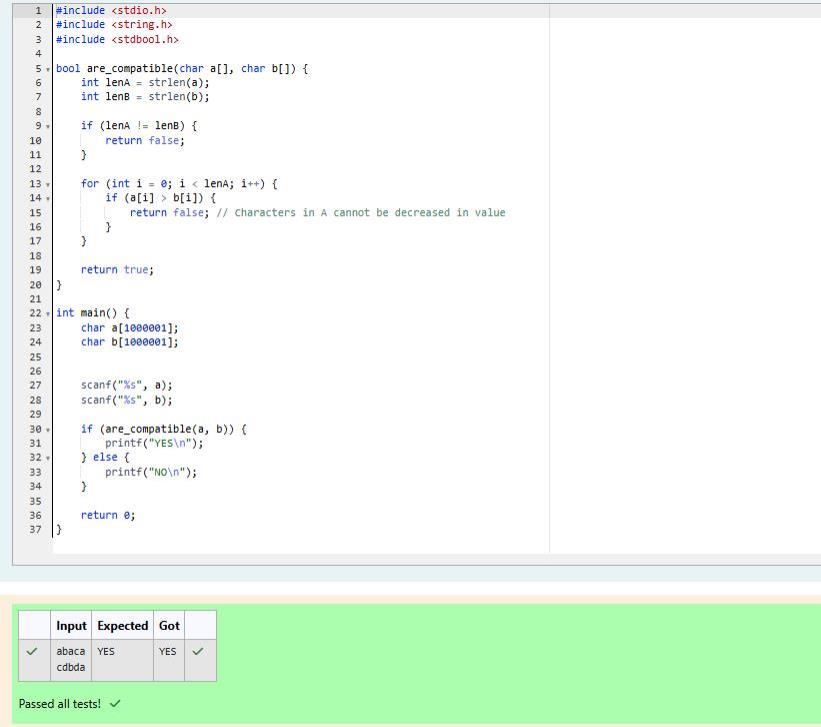 1 #include <stdio.h>
2 #include <string.h>
3 #include <stdbool.h>
4
5 bool are_compatible(char a[], char b[]) {
6     int lenA = strlen(a);
7     int lenB = strlen(b);
8
9     if (lenA != lenB) {
10         return false;
11     }
12
13     for (int i = 0; i < lenA; i++) {
14         if (a[i] > b[i]) {
15             return false; // Characters in A cannot be decreased in value
16         }
17     }
18
19     return true;
20 }
21
22 int main() {
23     char a[1000001];
24     char b[1000001];
25
26
27     scanf("%s", a);
28     scanf("%s", b);
29
30     if (are_compatible(a, b)) {
31         printf("YES\n");
32     } else {
33         printf("NO\n");
34     }
35
36     return 0;
37 }
Input Expected Got
abaca YES YES
cdbda
Passed all tests!